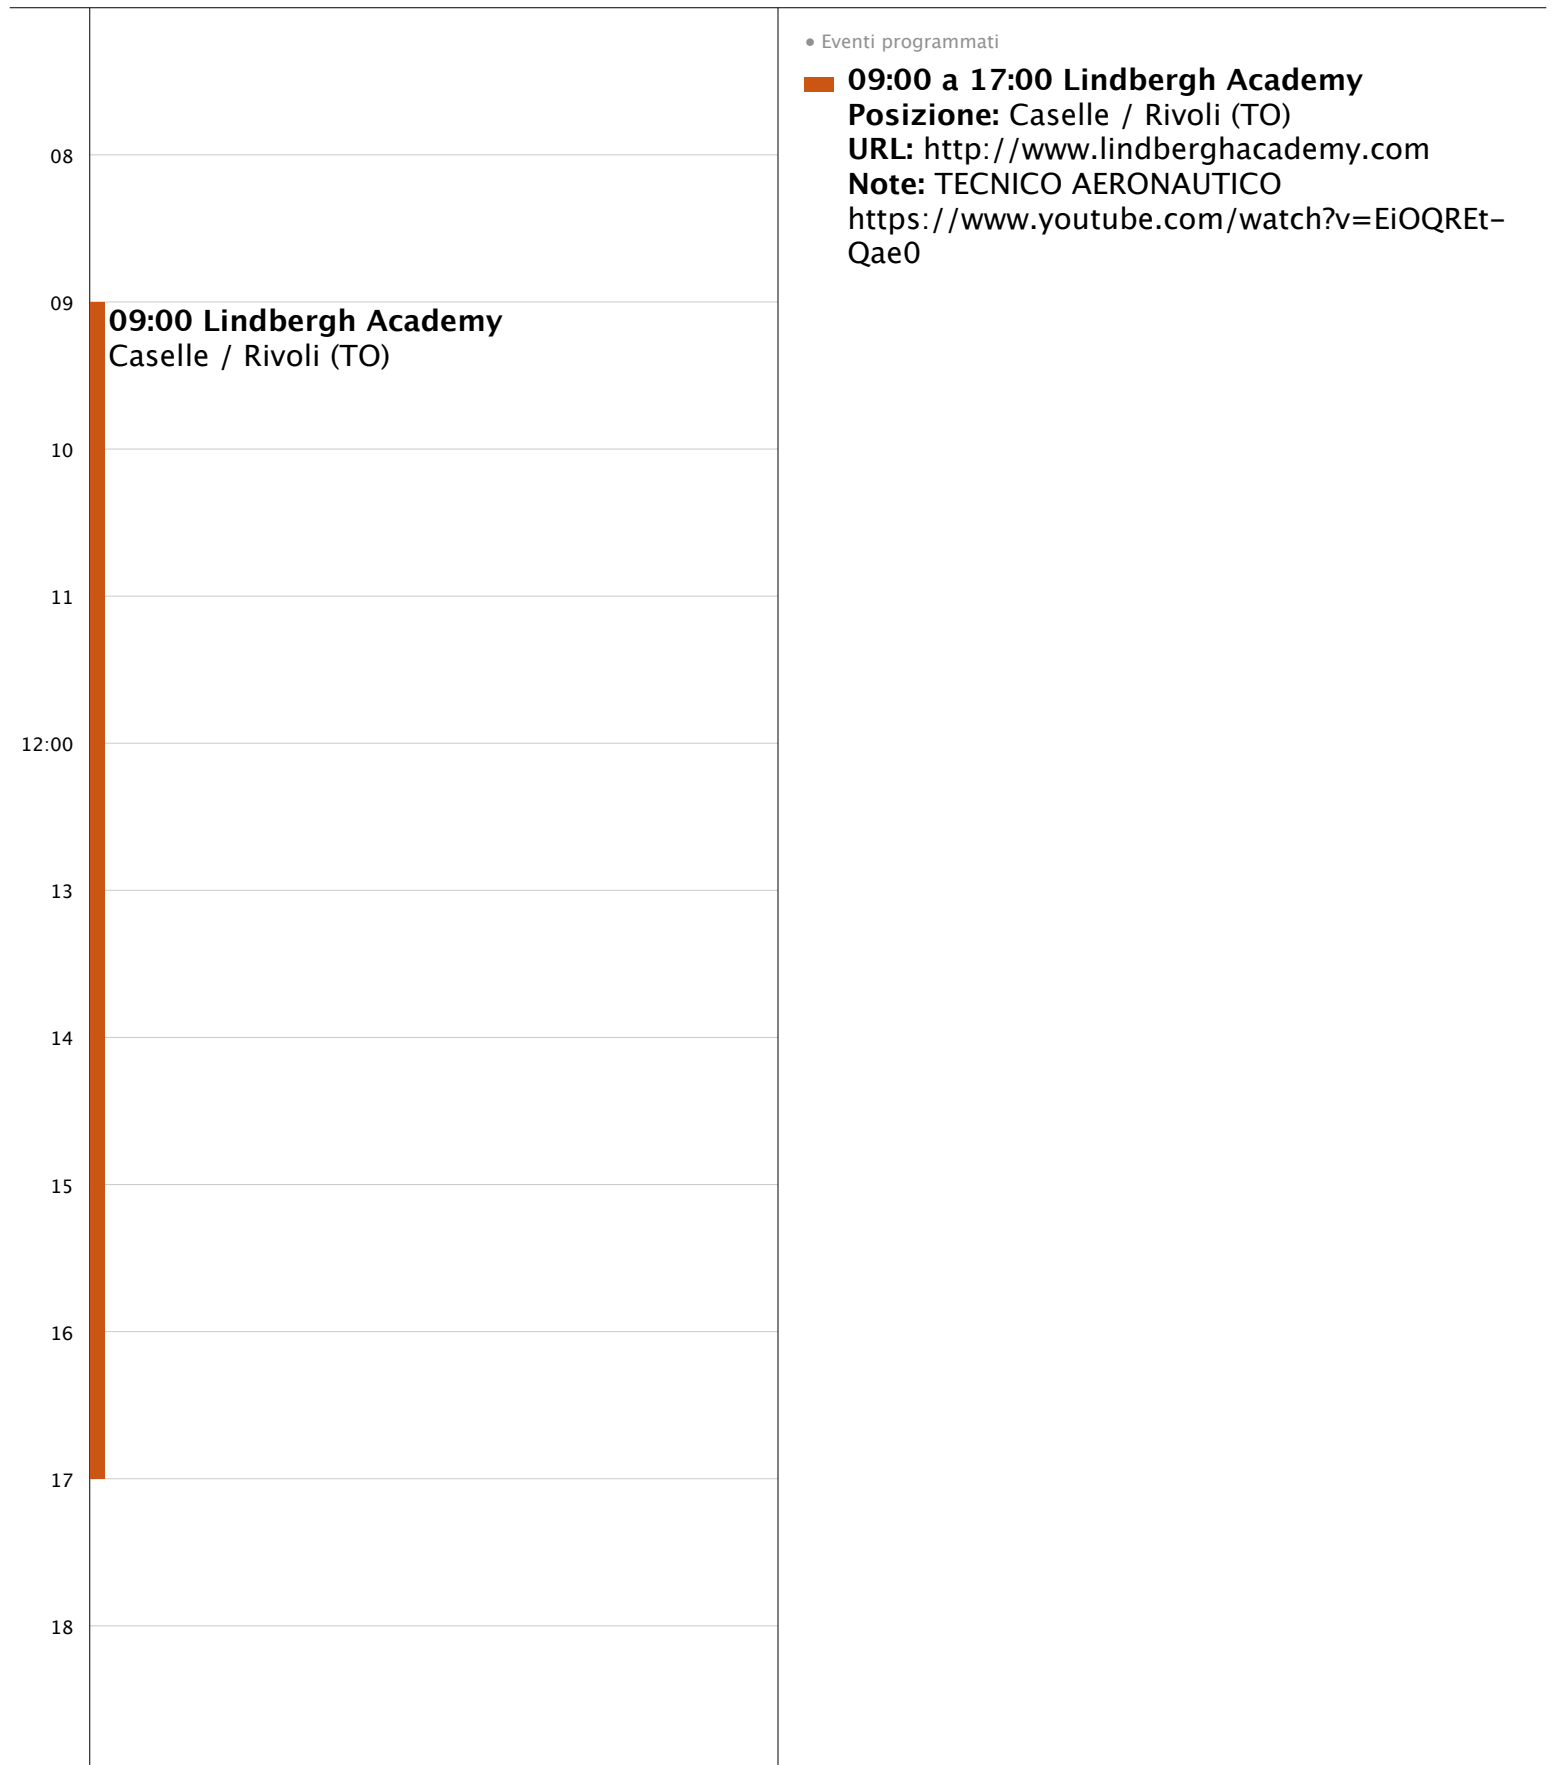 08
09
09:00 Lindbergh Academy
Caselle / Rivoli (TO)
10
11
12:00
13
14
15
16
17
18
• Eventi programmati
09:00 a 17:00 Lindbergh Academy
Posizione: Caselle / Rivoli (TO)
URL: http://www.lindberghacademy.com
Note: TECNICO AERONAUTICO
https://www.youtube.com/watch?v=EiOQREt-
Qae0